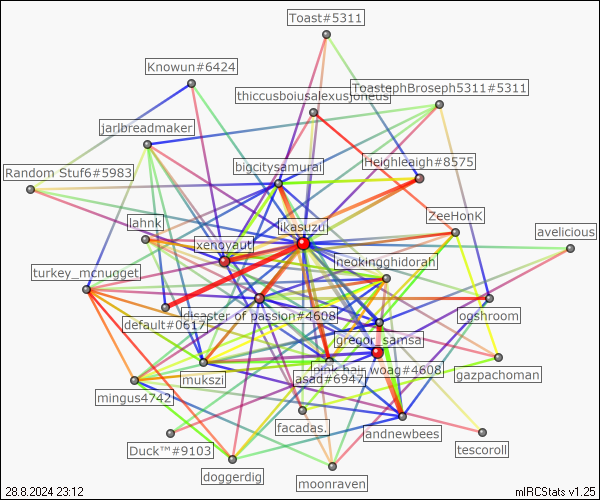 Toast#5311
Knowun#6424
ToastephBroseph5311#5311
thiccusboiusalexusjoneus
jarlbreadmaker
Heighleaigh#8575
bigcitysamurai
Random Stuf6#5983
lahnk
ikasuzu
ZeeHonK
avelicious
xenoyaut
neokingghidorah
turkey_mcnugget
disaster of passion#4608
ogshroom
default#0617
gregor_samsa
pink hair woag#4608
mukszi
asad#6947
gazpachoman
mingus4742
facadas.
andnewbees
Duck™#9103
tescoroll
doggerdig
moonraven
28.8.2024 23:12
mIRCStats v1.25